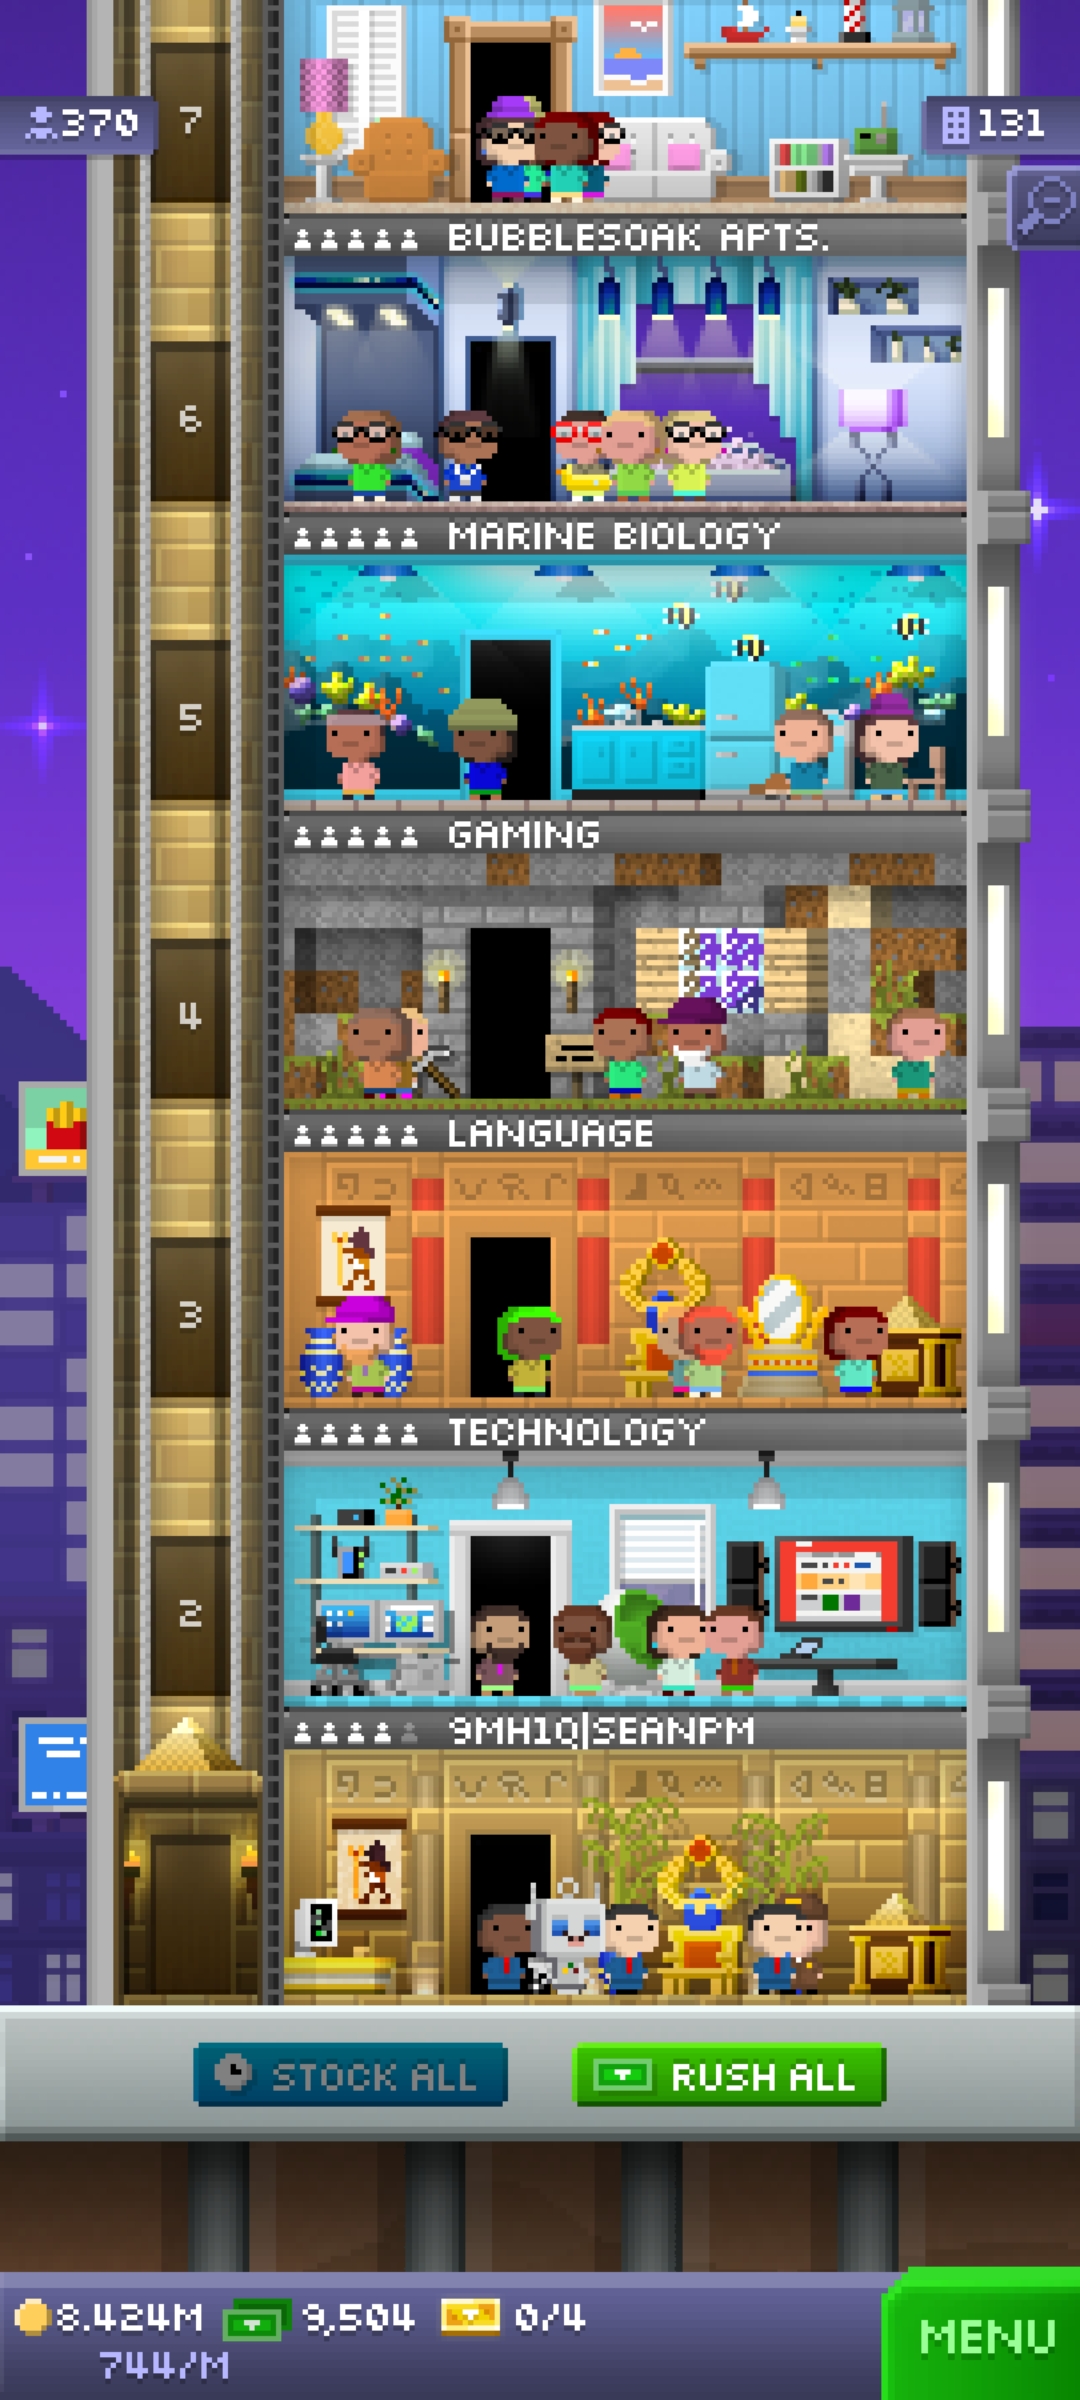 370
7
131
BUBBLESOAK APTS.
6
MARINE BIOLOGY
5
GAMING
4
LANGUAGE
3
TECHNOLOGY
2
9MH1Q|SEANPM
STOCK ALL
RUSH ALL
8.424M
9,504
0/4
744/M
MENU